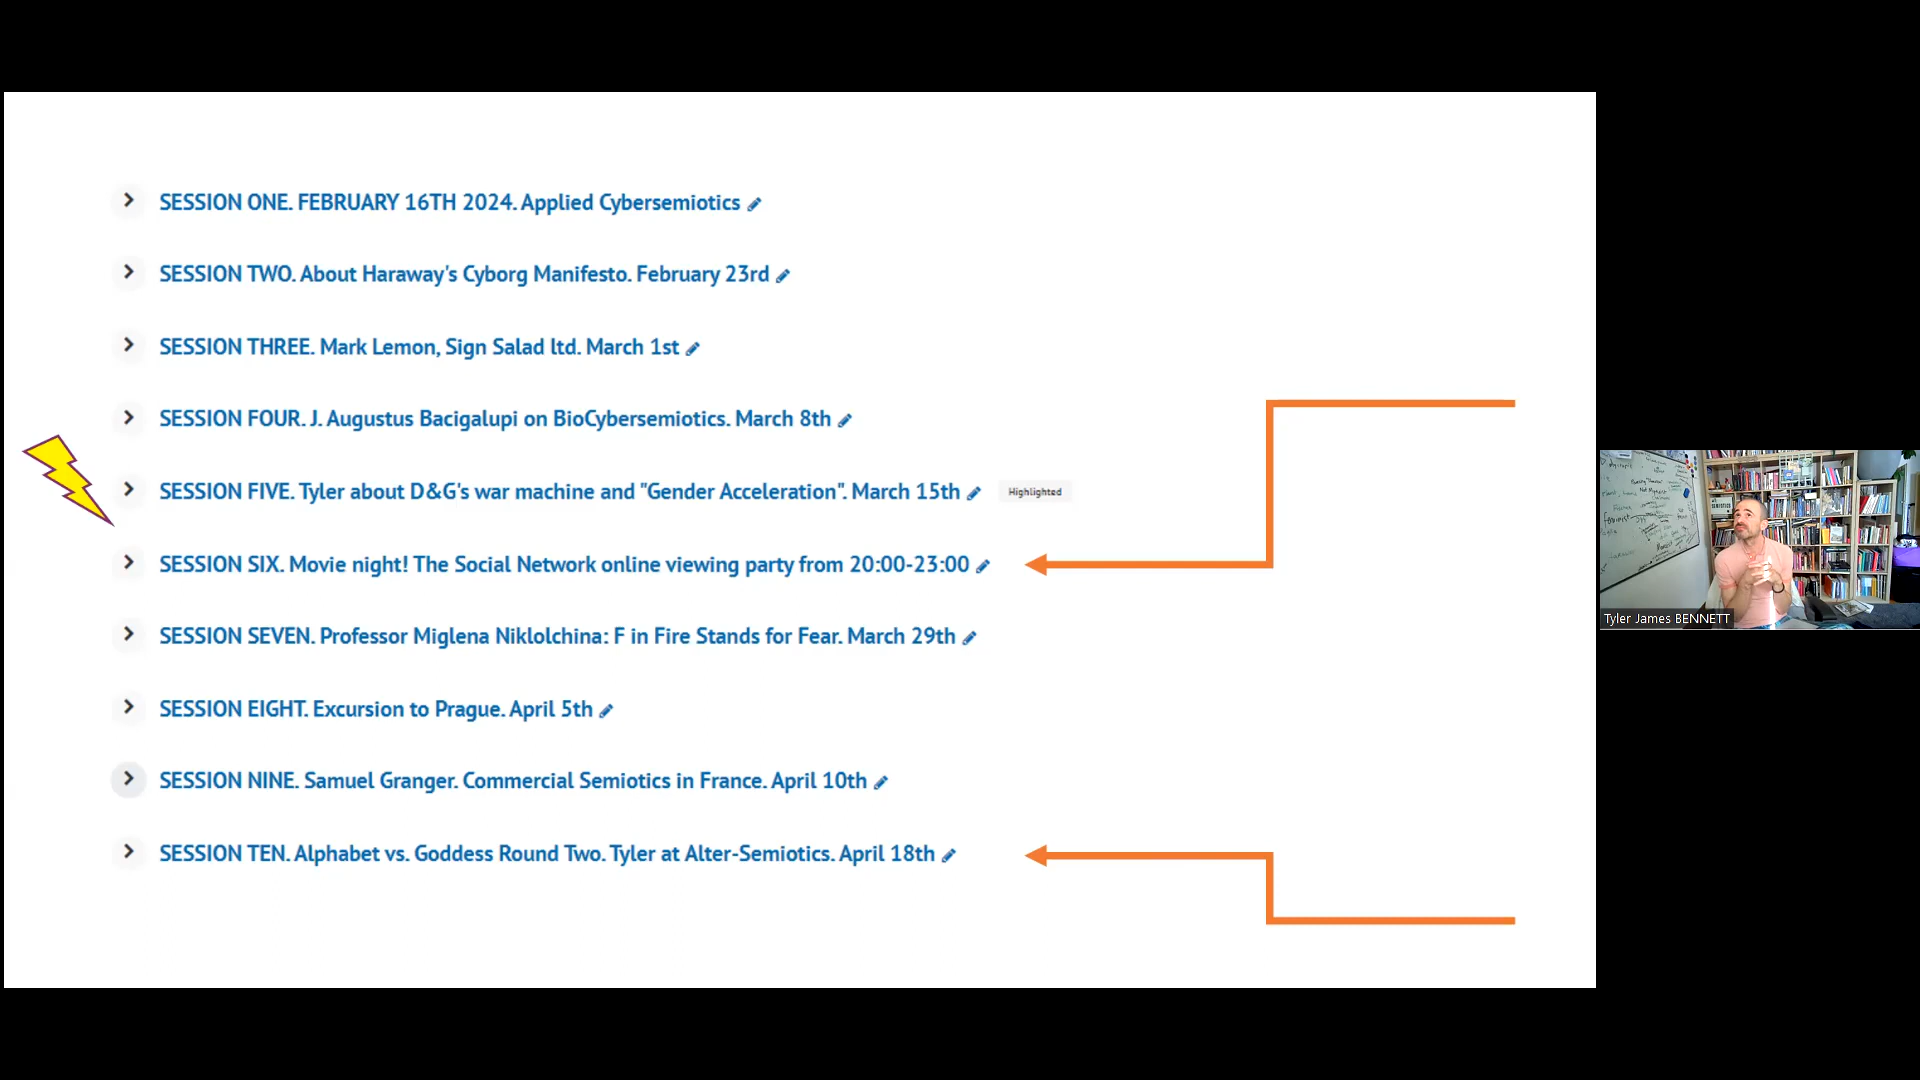 SESSION ONE. FEBRUARY 16TH 2024. Applied Cybersemiotics
SESSION TWO. About Haraway's Cyborg Manifesto. February 23rd
SESSION THREE. Mark Lemon, Sign Salad ltd. March 1st
SESSION FOUR. J. Augustus Bacigalupi on BioCybersemiotics. March 8th
SESSION FIVE. Tyler about D&G's war machine and "Gender Acceleration". March 15th
Highlighted
SESSION SIX. Movie night! The Social Network online viewing party from 20:00-23:00
SESSION SEVEN. Professor Miglena Niklolchina: F in Fire Stands for Fear. March 29th
SESSION EIGHT. Excursion to Prague. April 5th
SESSION NINE. Samuel Granger. Commercial Semiotics in France. April 10th
SESSION TEN. Alphabet vs. Goddess Round Two. Tyler at Alter-Semiotics. April 18th
Tyler James BENNETT